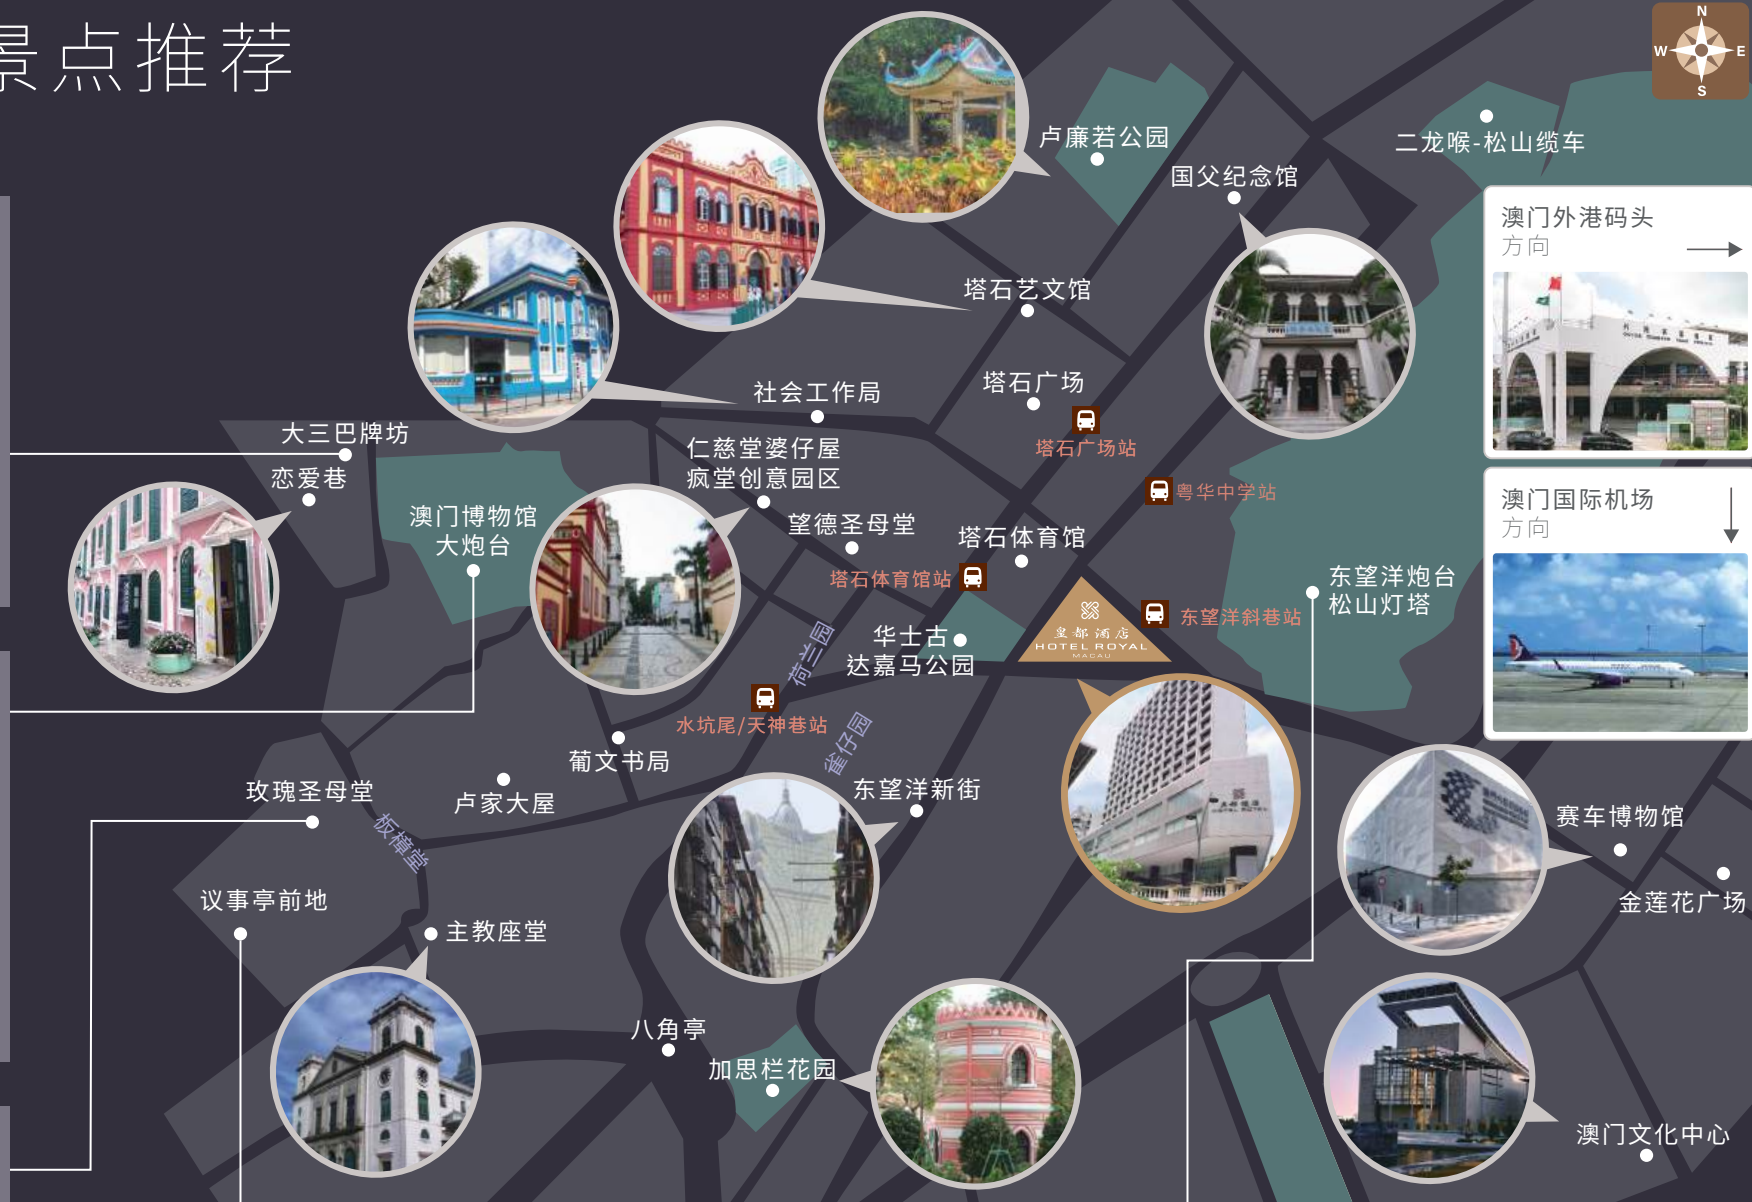 景点推荐
N
W
E
S
卢廉若公园
二龙喉-松山缆车
国父纪念馆
澳门外港码头
方向
塔石艺文馆
社会工作局
塔石广场
塔石广场站
大三巴牌坊
恋爱巷
仁慈堂婆仔屋
疯堂创意园区
粤华中学站
澳门国际机场
方向
澳门博物馆
大炮台
望德圣母堂
塔石体育馆
塔石体育馆站
东望洋炮台
松山灯塔
皇都酒店
HOTEL ROYAL
MACAU
东望洋斜巷站
华士古
达嘉马公园
荷兰园
水坑尾/天神巷站
雀仔园
葡文书局
卢家大屋
东望洋新街
玫瑰圣母堂
板樟堂
赛车博物馆
金莲花广场
议事亭前地
主教座堂
八角亭
加思栏花园
澳门文化中心